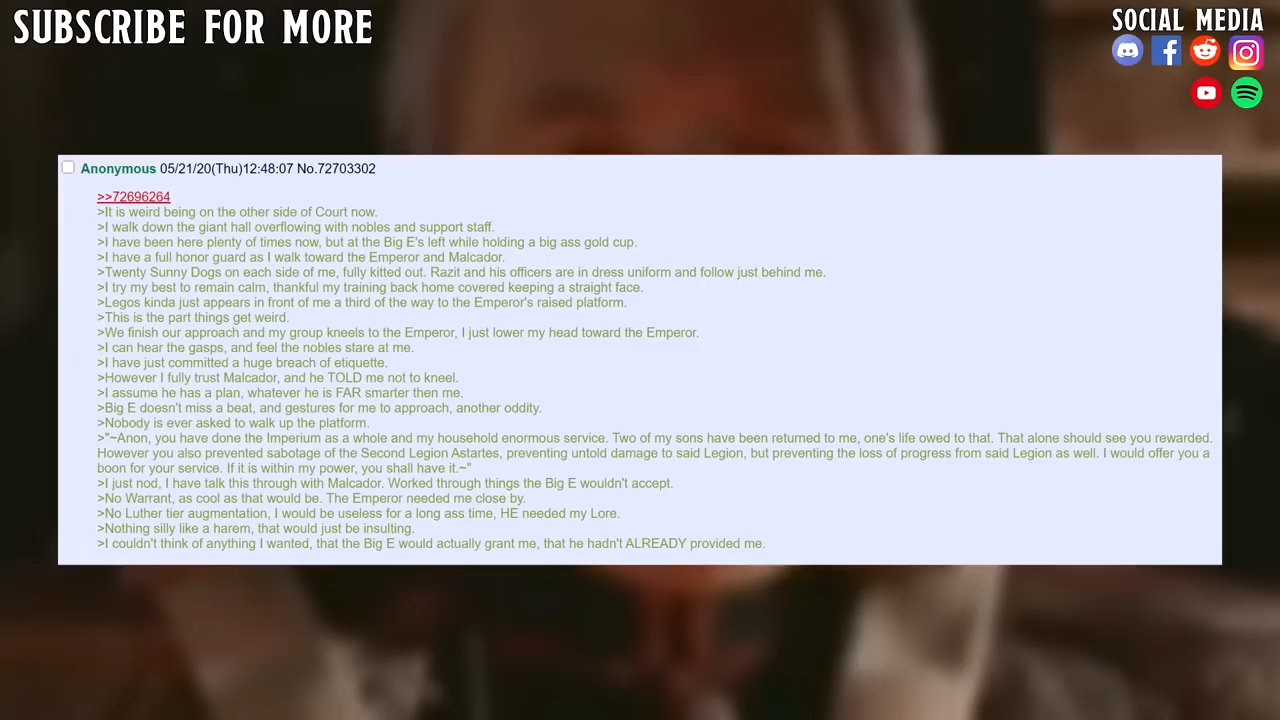 SUBSCRIBE FOR MORE
SOCIAL MEDIA
Anonymous 05/21/20(Thu)12:48:07 No.72703302
>>72696264
>It is weird being on the other side of Court now.
>I walk down the giant hall overflowing with nobles and support staff.
>I have been here plenty of times now, but at the Big E's left while holding a big ass gold cup.
>I have a full honor guard as I walk toward the Emperor and Malcador.
>Twenty Sunny Dogs on each side of me, fully kitted out. Razit and his officers are in dress uniform and follow just behind me.
>I try my best to remain calm, thankful my training back home covered keeping a straight face.
>Legos kinda just appears in front of me a third of the way to the Emperor's raised platform.
>This is the part things get weird.
>We finish our approach and my group kneels to the Emperor, I just lower my head toward the Emperor.
>I can hear the gasps, and feel the nobles stare at me.
>I have just committed a huge breach of etiquette.
>However I fully trust Malcador, and he TOLD me not to kneel.
>I assume he has a plan, whatever he is FAR smarter then me.
>Big E doesn't miss a beat, and gestures for me to approach, another oddity.
>Nobody is ever asked to walk up the platform.
>"~Anon, you have done the Imperium as a whole and my household enormous service. Two of my sons have been returned to me, one's life owed to that. That alone should see you rewarded.
However you also prevented sabotage of the Second Legion Astartes, preventing untold damage to said Legion, but preventing the loss of progress from said Legion as well. I would offer you a
boon for your service. If it is within my power, you shall have it.~"
>I just nod, I have talk this through with Malcador. Worked through things the Big E wouldn't accept.
>No Warrant, as cool as that would be. The Emperor needed me close by.
>No Luther tier augmentation, I would be useless for a long ass time, HE needed my Lore.
>Nothing silly like a harem, that would just be insulting.
>I couldn't think of anything I wanted, that the Big E would actually grant me, that he hadn't ALREADY provided me.